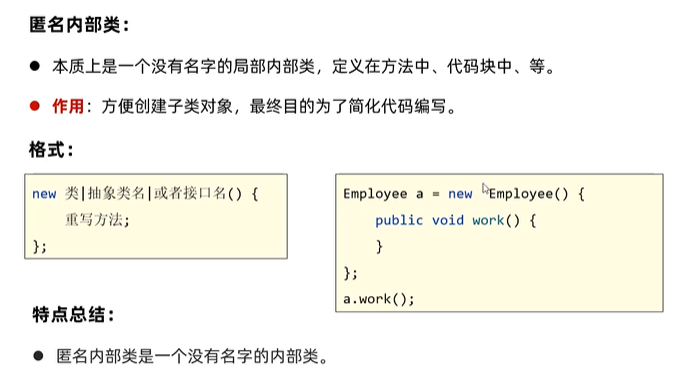 匿名内部类：
● 本质上是一个没有名字的局部内部类，定义在方法中、代码块中、等。
● 作用：方便创建子类对象，最终目的为了简化代码编写。
格式：
new 类|抽象类名|或者接口名() {
重写方法;
};
Employee a = new Employee() {
public void work() {
}
};
a.work();
特点总结：
● 匿名内部类是一个没有名字的内部类。